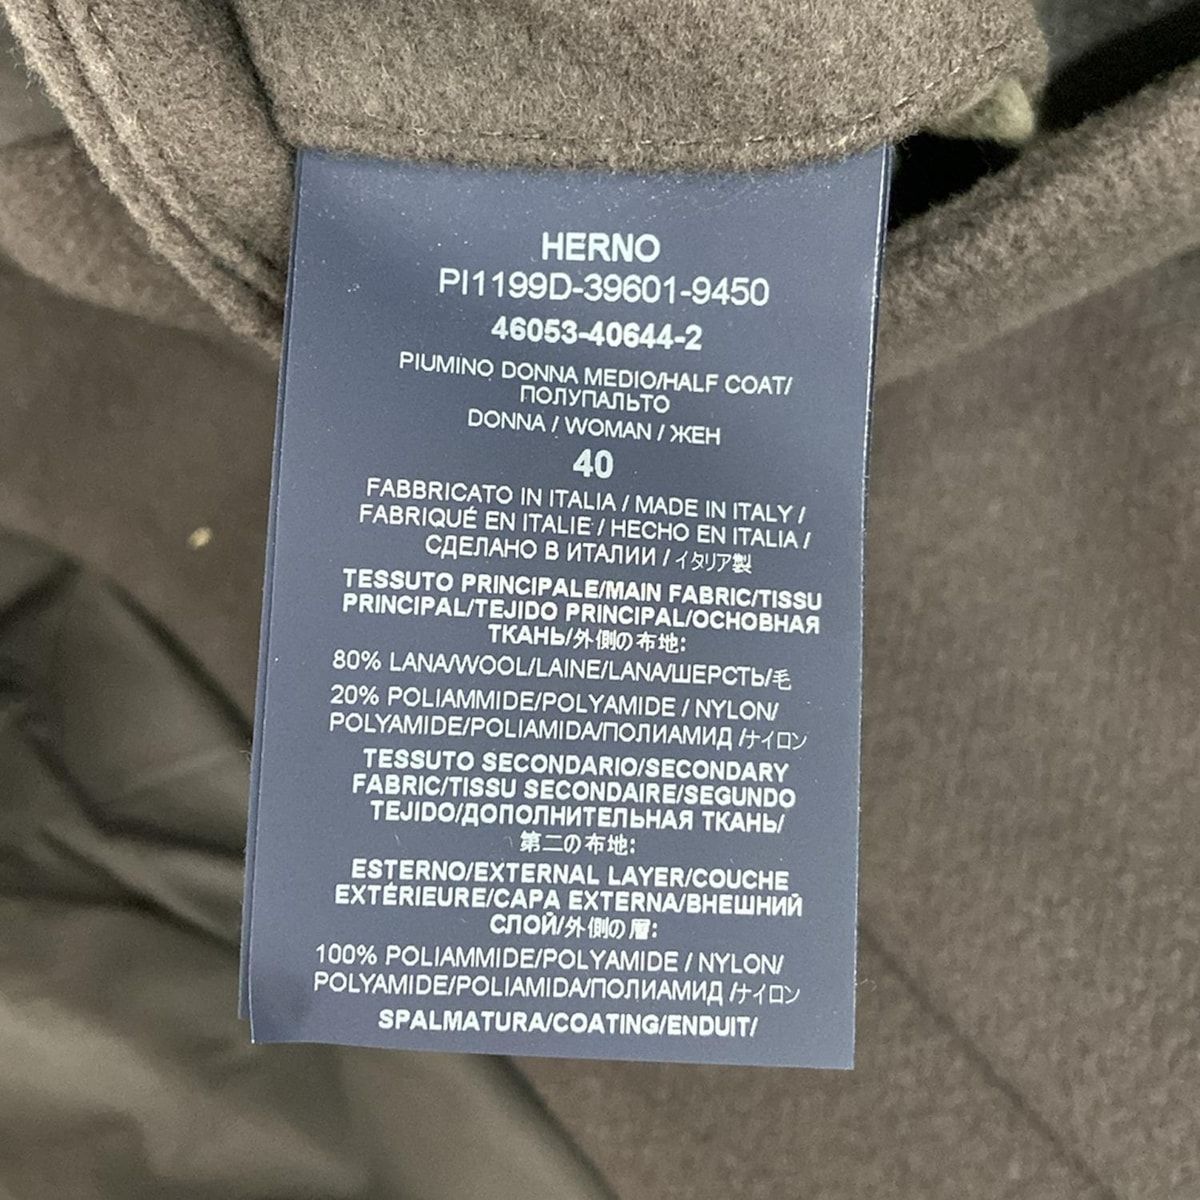 HERNO
PI1199D-39601-9450
46053-40644-2
PIUMINO DONNA MEDIO/HALF COAT/
ПОЛУПАЛЬТО
DONNA / WOMAN / ЖЕН
40
FABBRICATO IN ITALIA / MADE IN ITALY /
FABRIQUÉ EN ITALIE / HECHO EN ITALIA /
СДЕЛАНО В ИТАЛИИ / イタリア製
TESSUTO PRINCIPALE/MAIN FABRIC/TISSU
PRINCIPAL/TEJIDO PRINCIPAL/ОСНОВНАЯ
ТКАНЬ/外側の布地:
80% LANA/WOOL/LAINE/LANA/ШЕРСТЬ/毛
20% POLIAMMIDE/POLYAMIDE / NYLON/
POLYAMIDE/POLIAMIDA/ПОЛИАМИД /ナイロン
TESSUTO SECONDARIO/SECONDARY
FABRIC/TISSU SECONDAIRE/SEGUNDO
TEJIDO/ДОПОЛНИТЕЛЬНАЯ ТКАНЬ/
第二の布地:
ESTERNO/EXTERNAL LAYER/COUCHE
EXTÉRIEURE/CAPA EXTERNA/ВНЕШНИЙ
СЛОЙ/外側の層:
100% POLIAMMIDE/POLYAMIDE / NYLON/
POLYAMIDE/POLIAMIDA/ПОЛИАМИД /ナイロン
SPALMATURA/COATING/ENDUIT/